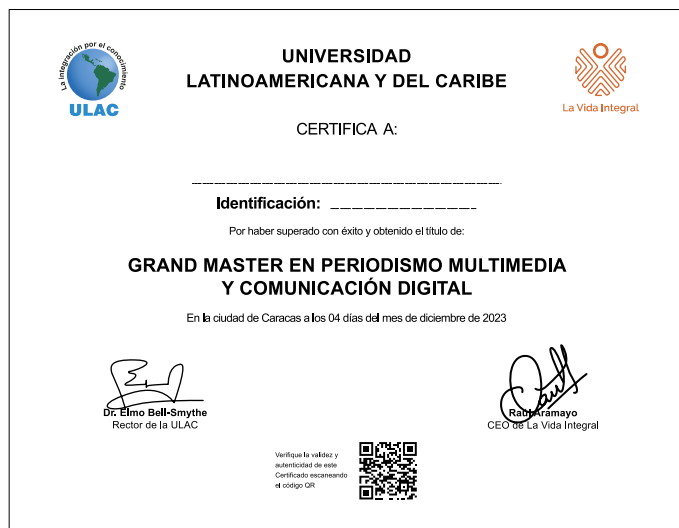 La integración por el conocimiento
ULAC
UNIVERSIDAD
LATINOAMERICANA Y DEL CARIBE
La Vida Integral
CERTIFICA A:
Identificación:
Por haber superado con éxito y obtenido el título de:
GRAND MASTER EN PERIODISMO MULTIMEDIA
Y COMUNICACIÓN DIGITAL
En la ciudad de Caracas a los 04 días del mes de diciembre de 2023
Dr. Elmo Bell-Smythe
Rector de la ULAC
Raúl Aramayo
CEO de La Vida Integral
Verifique la validez y
autenticidad de este
Certificado escaneando
el código QR